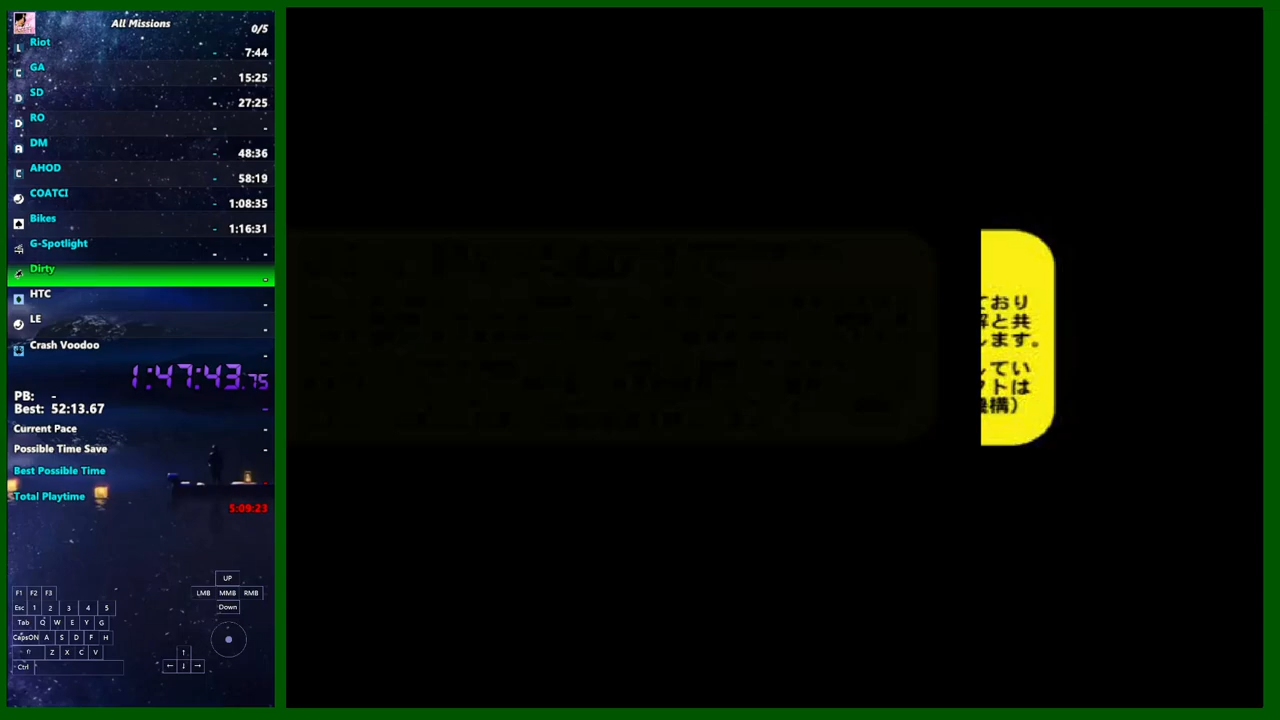 All Missions
0/5
L Riot - 7:44
C GA - 15:25
D SD - 27:25
D RO - -
A DM - 48:36
C AHOD - 58:19
COATCI - 1:08:35
Bikes - 1:16:31
G-Spotlight - -
Dirty -
HTC -
LE -
Crash Voodoo -
1:47:43.75
PB: - -
Best: 52:13.67
Current Pace -
Possible Time Save -
Best Possible Time
Total Playtime
5:09:23
UP
F1 F2 F3 LMB MMB RMB
Esc 1 2 3 4 5 Down
Tab Q W E Y G
CapsON A S D F H
Z X C V
↑
Ctrl ← ↓ →
ており
解と共
します。
してい
クトは
機構）